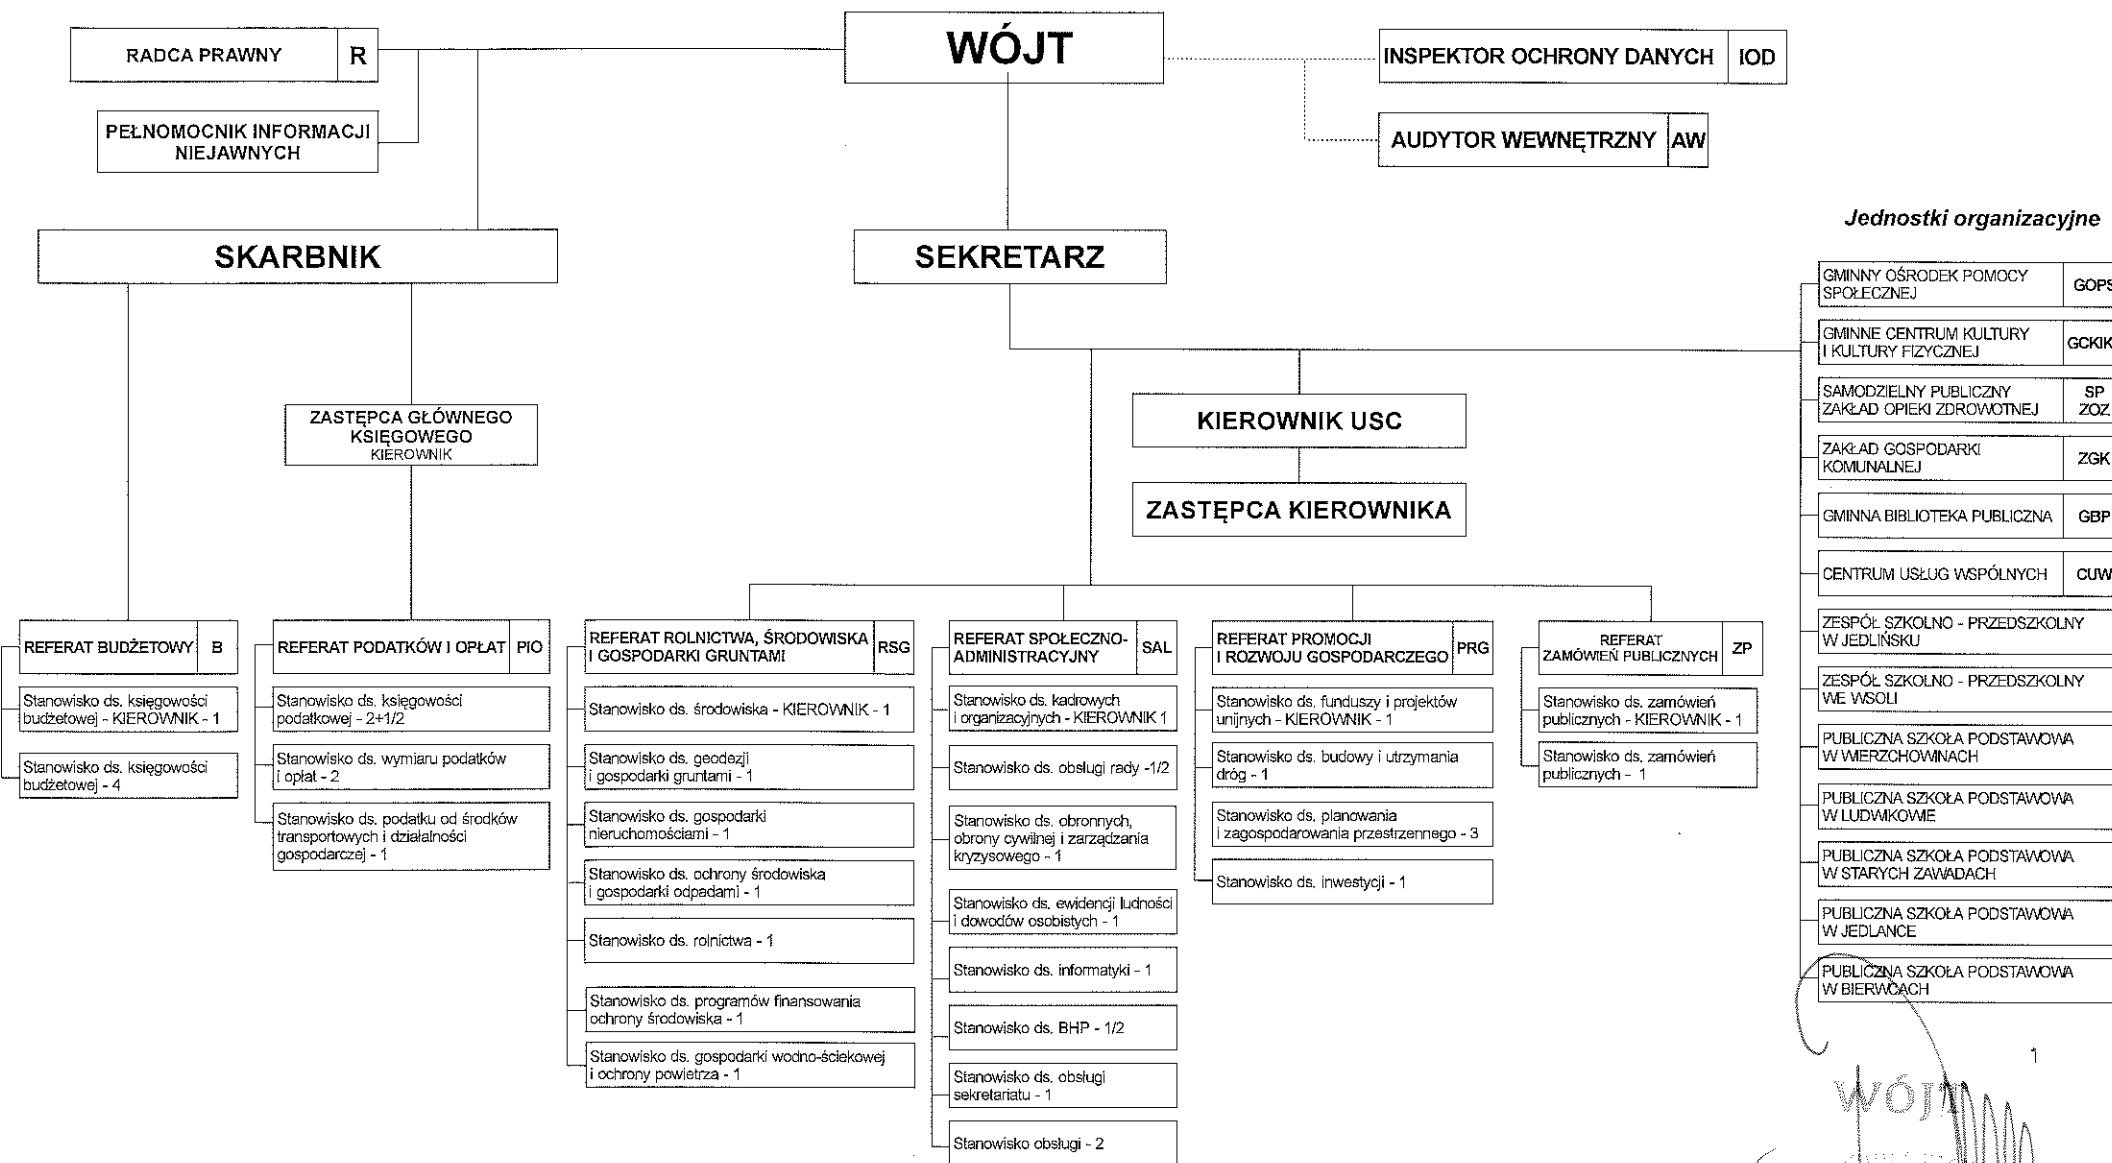 RADCA PRAWNY R
WÓJT
INSPEKTOR OCHRONY DANYCH IOD
PEŁNOMOCNIK INFORMACJI
NIEJAWNYCH
AUDYTOR WEWNĘTRZNY AW
SKARBNIK
SEKRETARZ
Jednostki organizacyjne
GMINNY OŚRODEK POMOCY
SPOŁECZNEJ
GOPS
GMINNE CENTRUM KULTURY
I KULTURY FIZYCZNEJ
GCKIK
SAMODZIELNY PUBLICZNY
ZAKŁAD OPIEKI ZDROWOTNEJ
SP
ZOZ
ZAKŁAD GOSPODARKI
KOMUNALNEJ
ZGK
GMINNA BIBLIOTEKA PUBLICZNA GBP
CENTRUM USŁUG WSPÓLNYCH CUW
ZESPÓŁ SZKOLNO - PRZEDSZKOLNY
W JEDLIŃSKU
ZESPÓŁ SZKOLNO - PRZEDSZKOLNY
WE WSOLI
PUBLICZNA SZKOŁA PODSTAWOWA
W WIERZCHOWINACH
PUBLICZNA SZKOŁA PODSTAWOWA
W LUDWIKOWIE
PUBLICZNA SZKOŁA PODSTAWOWA
W STARYCH ZAWADACH
PUBLICZNA SZKOŁA PODSTAWOWA
W JEDLANCE
PUBLICZNA SZKOŁA PODSTAWOWA
W BIERWCACH
ZASTĘPCA GŁÓWNEGO
KSIĘGOWEGO
KIEROWNIK
KIEROWNIK USC
ZASTĘPCA KIEROWNIKA
REFERAT BUDŻETOWY B
Stanowisko ds. księgowości
budżetowej - KIEROWNIK - 1
Stanowisko ds. księgowości
budżetowej - 4
REFERAT PODATKÓW I OPŁAT PIO
Stanowisko ds. księgowości
podatkowej - 2+1/2
Stanowisko ds. wymiaru podatków
i opłat - 2
Stanowisko ds. podatku od środków
transportowych i działalności
gospodarczej - 1
REFERAT ROLNICTWA, ŚRODOWISKA
I GOSPODARKI GRUNTAMI
RSG
Stanowisko ds. środowiska - KIEROWNIK - 1
Stanowisko ds. geodezji
i gospodarki gruntami - 1
Stanowisko ds. gospodarki
nieruchomościami - 1
Stanowisko ds. ochrony środowiska
i gospodarki odpadami - 1
Stanowisko ds. rolnictwa - 1
Stanowisko ds. programów finansowania
ochrony środowiska - 1
Stanowisko ds. gospodarki wodno-ściekowej
i ochrony powietrza - 1
REFERAT SPOŁECZNO-
ADMINISTRACYJNY
SAL
Stanowisko ds. kadrowych
i organizacyjnych - KIEROWNIK 1
Stanowisko ds. obsługi rady -1/2
Stanowisko ds. obronnych,
obrony cywilnej i zarządzania
kryzysowego - 1
Stanowisko ds. ewidencji ludności
i dowodów osobistych - 1
Stanowisko ds. informatyki - 1
Stanowisko ds. BHP - 1/2
Stanowisko ds. obsługi
sekretariatu - 1
Stanowisko obsługi - 2
REFERAT PROMOCJI
I ROZWOJU GOSPODARCZEGO
PRG
Stanowisko ds. funduszy i projektów
unijnych - KIEROWNIK - 1
Stanowisko ds. budowy i utrzymania
dróg - 1
Stanowisko ds. planowania
i zagospodarowania przestrzennego - 3
Stanowisko ds. inwestycji - 1
REFERAT
ZAMÓWIEŃ PUBLICZNYCH
ZP
Stanowisko ds. zamówień
publicznych - KIEROWNIK - 1
Stanowisko ds. zamówień
publicznych - 1
1
WÓJT